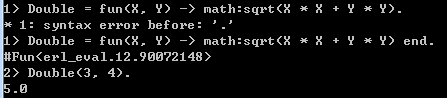 1> Double = fun(X, Y) -> math:sqrt(X * X + Y * Y).
* 1: syntax error before: '.'
1> Double = fun(X, Y) -> math:sqrt(X * X + Y * Y) end.
#Fun<erl_eval.12.90072148>
2> Double(3, 4).
5.0